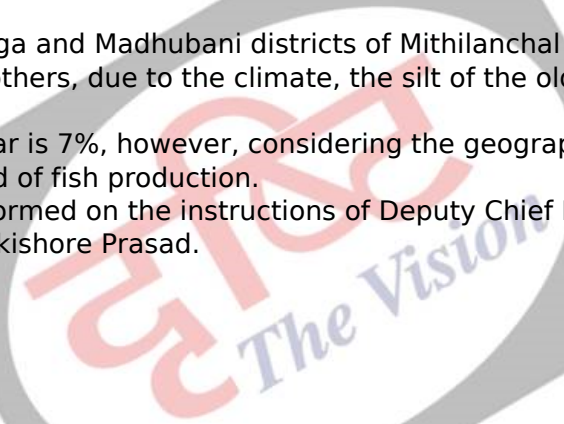 ga and Madhubani districts of Mithilanchal
thers, due to the climate, the silt of the old
ar is 7%, however, considering the geograp
d of fish production.
ormed on the instructions of Deputy Chief
kishore Prasad.
दृष्टि
The Vision